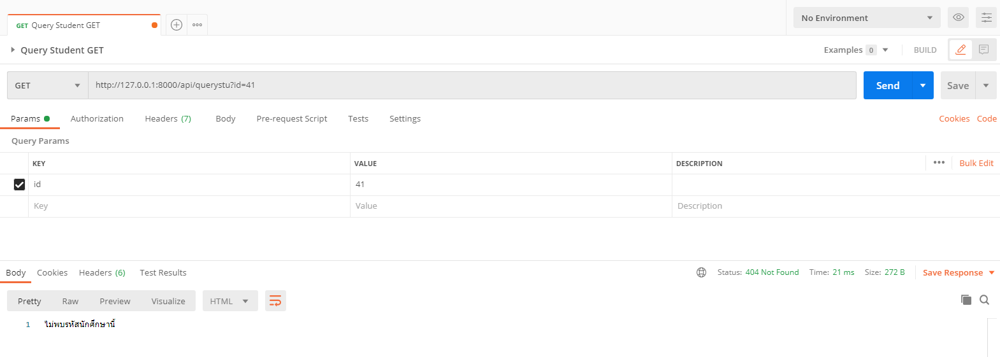 GET Query Student GET
No Environment
Query Student GET
Examples 0
BUILD
GET http://127.0.0.1:8000/api/querystu?id=41
Send
Save
Params Authorization Headers (7) Body Pre-request Script Tests Settings
Cookies Code
Query Params
KEY VALUE DESCRIPTION
Bulk Edit
id 41
Key Value Description
Body Cookies Headers (6) Test Results
Status: 404 Not Found Time: 21 ms Size: 272 B
Save Response
Pretty Raw Preview Visualize HTML
1 ไม่พบรหัสนักศึกษานี้